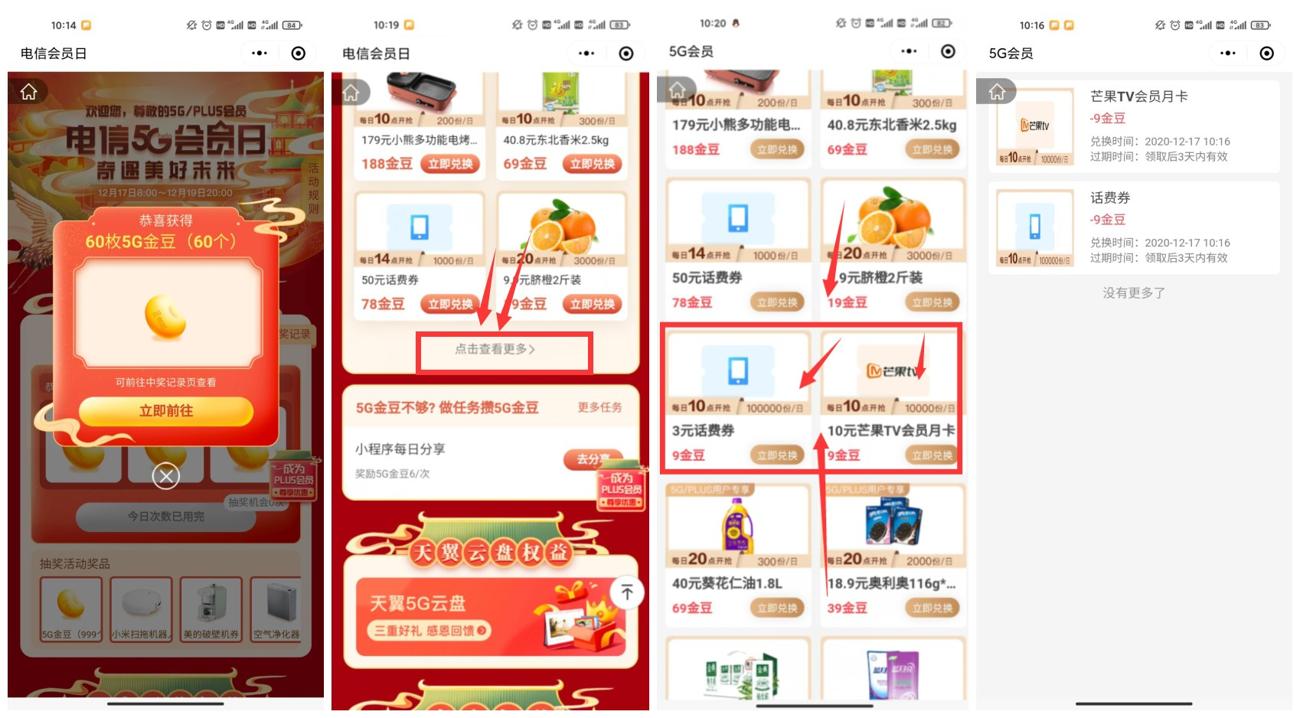 10:14
84
电信会员日
欢迎您，尊敬的5G/PLUS会员
电信5G会员日
奇遇美好未来
12月17日8:00～12月19日20:00
活动规则
恭喜获得
60枚5G金豆（60个）
可前往中奖记录页查看
立即前往
奖记录
成为
PLUS会员
尊享优惠
抽奖机会0次
今日次数已用完
抽奖活动奖品
5G金豆（999
小米扫拖机器
美的破壁机券
空气净化器
10:19
83
电信会员日
每日10点开抢
200份/日
179元小熊多功能电烤...
188金豆
立即兑换
每日10点开抢
300份/日
40.8元东北香米2.5kg
69金豆
立即兑换
每日14点开抢
1000份/日
50元话费券
78金豆
立即兑换
每日20点开抢
3000份/日
9.9元脐橙2斤装
9金豆
立即兑换
点击查看更多>
5G金豆不够? 做任务攒5G金豆
更多任务
小程序每日分享
奖励5G金豆6/次
去分享
成为
PLUS会员
尊享优惠
天翼云盘权益
天翼5G云盘
三重好礼 感恩回馈
10:20
82
5G会员
每日10点开抢
200份/日
179元小熊多功能电...
188金豆
立即兑换
每日10点开抢
300份/日
40.8元东北香米2.5kg
69金豆
立即兑换
每日14点开抢
1000份/日
50元话费券
78金豆
立即兑换
每日20点开抢
3000份/日
.9元脐橙2斤装
19金豆
立即兑换
每日10点开抢
100000份/日
3元话费券
9金豆
立即兑换
芒果tv
每日10点开抢
10000份/日
10元芒果TV会员月卡
9金豆
立即兑换
5G/PLUS用户专享
每日20点开抢
300份/日
40元葵花仁油1.8L
69金豆
立即兑换
5G/PLUS用户专享
每日20点开抢
2000份/日
18.9元奥利奥116g*...
39金豆
立即兑换
10:16
83
5G会员
芒果tv
每日10点开抢
10000份/日
芒果TV会员月卡
-9金豆
兑换时间：2020-12-17 10:16
过期时间：领取后3天内有效
每日10点开抢
100000份/日
话费券
-9金豆
兑换时间：2020-12-17 10:16
过期时间：领取后3天内有效
没有更多了